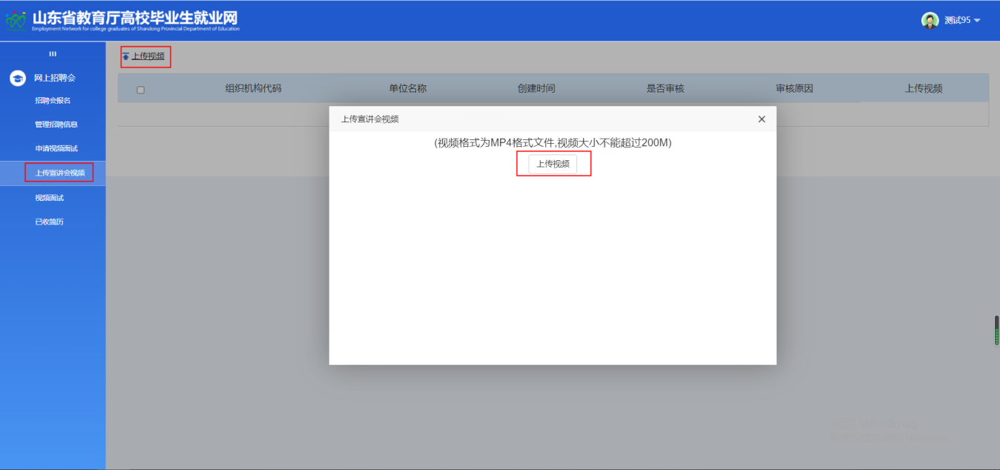 山东省教育厅高校毕业生就业网
Employment Network for college graduates of Shandong Provincial Department of Education
测试95
网上招聘会
招聘会报名
管理招聘信息
申请视频面试
上传宣讲会视频
视频面试
已收简历
上传视频
组织机构代码 单位名称 创建时间 是否审核 审核原因 上传视频
上传宣讲会视频
(视频格式为MP4格式文件,视频大小不能超过200M)
上传视频